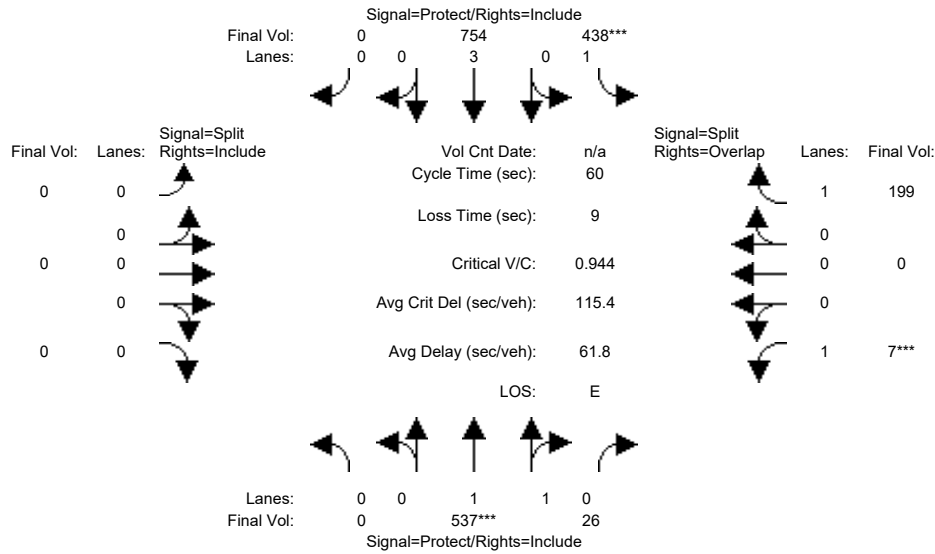 Signal=Protect/Rights=Include
Final Vol: 0 754 438***
Lanes: 0 0 3 0 1
Signal=Split
Final Vol: Lanes: Rights=Include
Vol Cnt Date: n/a
Signal=Split
Rights=Overlap Lanes: Final Vol:
Cycle Time (sec): 60
0 0 1 199
Loss Time (sec): 9
0 0
0 0 Critical V/C: 0.944 0 0
0 Avg Crit Del (sec/veh): 115.4 0
0 0 Avg Delay (sec/veh): 61.8 1 7***
LOS: E
Lanes: 0 0 1 1 0
Final Vol: 0 537*** 26
Signal=Protect/Rights=Include